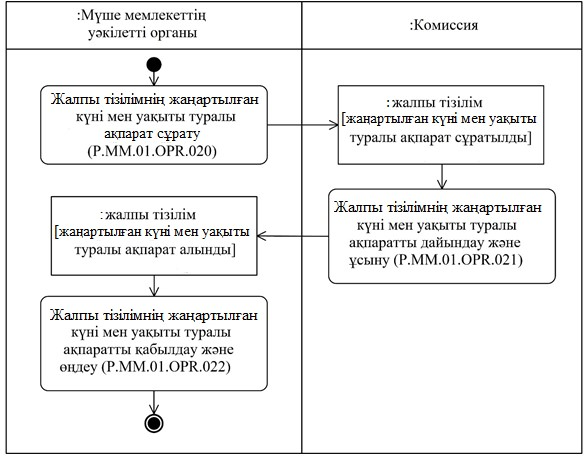 :Мүше мемлекеттің
уәкілетті органы
:Комиссия
Жалпы тізілімнің жаңартылған
күні мен уақыты туралы
ақпарат сұрату
(P.MM.01.OPR.020)
:жалпы тізілім
[жаңартылған күні мен уақыты
туралы ақпарат сұратылды]
Жалпы тізілімнің жаңартылған
күні мен уақыты туралы
ақпаратты дайындау және
ұсыну (P.MM.01.OPR.021)
:жалпы тізілім
[жаңартылған күні мен уақыты
туралы ақпарат алынды]
Жалпы тізілімнің жаңартылған
күні мен уақыты туралы
ақпаратты қабылдау және
өңдеу (P.MM.01.OPR.022)